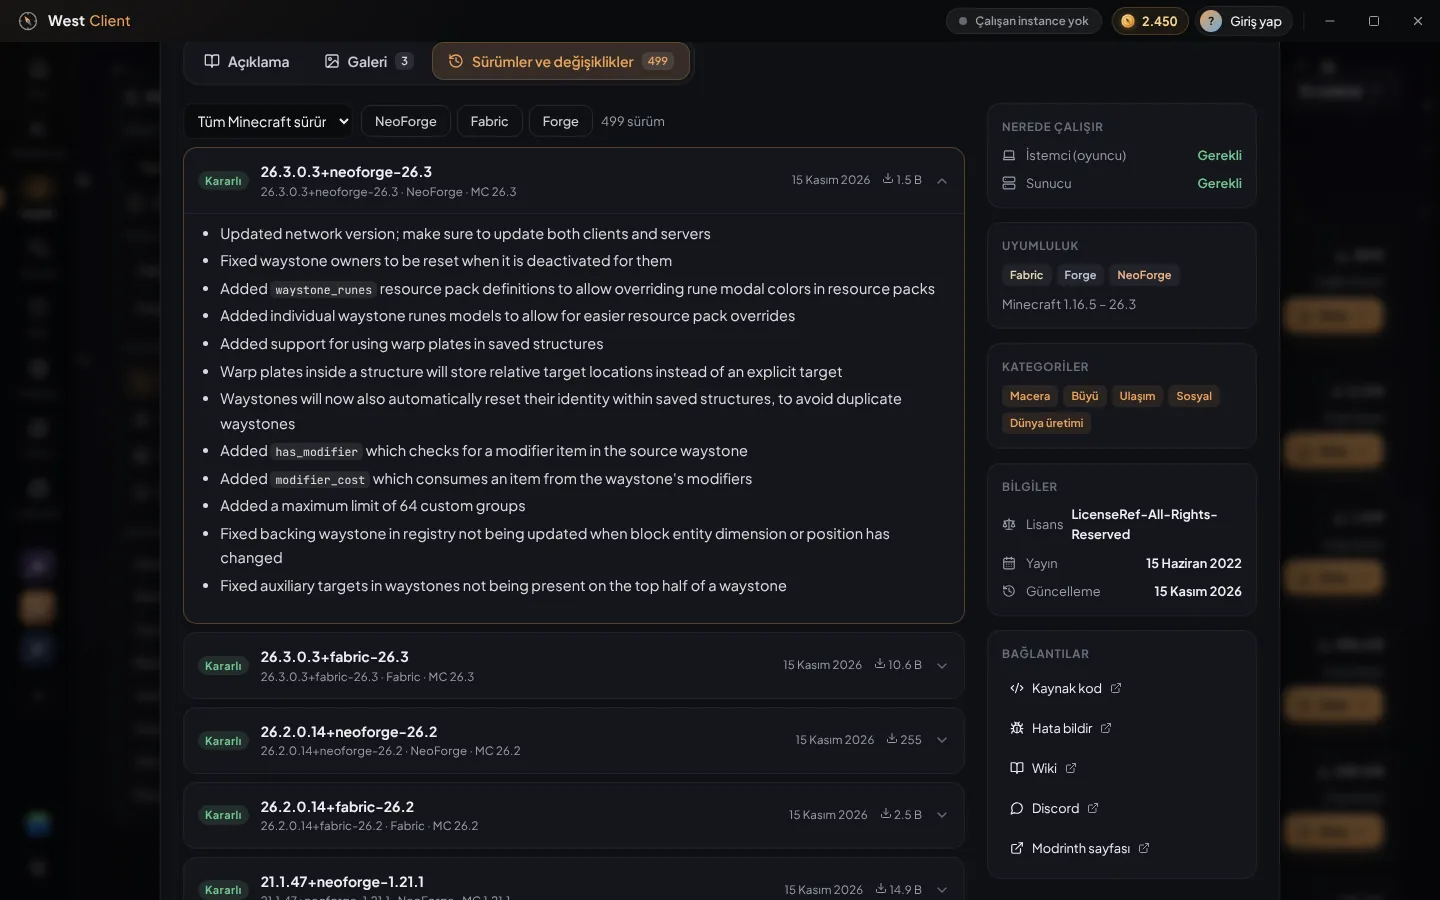 West Client
Çalışan instance yok
2.450
? Giriş yap
Açıklama
Galeri 3
Sürümler ve değişiklikler 499
Tüm Minecraft sürür
NeoForge
Fabric
Forge
499 sürüm
Kararlı
26.3.0.3+neoforge-26.3
26.3.0.3+neoforge-26.3 · NeoForge · MC 26.3
15 Kasım 2026
1.5 B
• Updated network version; make sure to update both clients and servers
• Fixed waystone owners to be reset when it is deactivated for them
• Added waystone_runes resource pack definitions to allow overriding rune modal colors in resource packs
• Added individual waystone runes models to allow for easier resource pack overrides
• Added support for using warp plates in saved structures
• Warp plates inside a structure will store relative target locations instead of an explicit target
• Waystones will now also automatically reset their identity within saved structures, to avoid duplicate
waystones
• Added has_modifier which checks for a modifier item in the source waystone
• Added modifier_cost which consumes an item from the waystone's modifiers
• Added a maximum limit of 64 custom groups
• Fixed backing waystone in registry not being updated when block entity dimension or position has
changed
• Fixed auxiliary targets in waystones not being present on the top half of a waystone
Kararlı
26.3.0.3+fabric-26.3
26.3.0.3+fabric-26.3 · Fabric · MC 26.3
15 Kasım 2026
10.6 B
Kararlı
26.2.0.14+neoforge-26.2
26.2.0.14+neoforge-26.2 · NeoForge · MC 26.2
15 Kasım 2026
255
Kararlı
26.2.0.14+fabric-26.2
26.2.0.14+fabric-26.2 · Fabric · MC 26.2
15 Kasım 2026
2.5 B
Kararlı
21.1.47+neoforge-1.21.1
21.1.47+neoforge-1.21.1 · NeoForge · MC 1.21.1
15 Kasım 2026
14.9 B
NEREDE ÇALIŞIR
İstemci (oyuncu) Gerekli
Sunucu Gerekli
UYUMLULUK
Fabric Forge NeoForge
Minecraft 1.16.5 – 26.3
KATEGORİLER
Macera Büyü Ulaşım Sosyal
Dünya üretimi
BİLGİLER
Lisans LicenseRef-All-Rights-
Reserved
Yayın 15 Haziran 2022
Güncelleme 15 Kasım 2026
BAĞLANTILAR
Kaynak kod
Hata bildir
Wiki
Discord
Modrinth sayfası